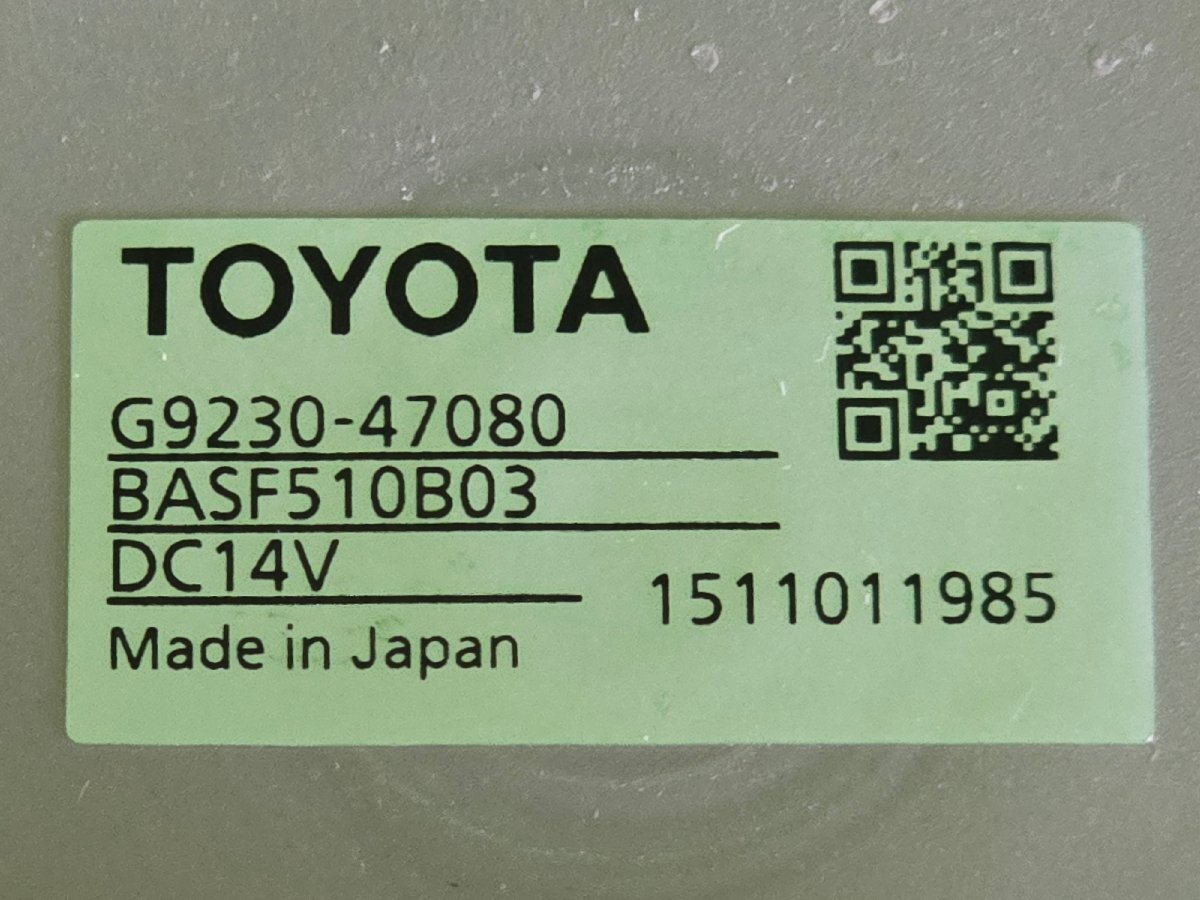 TOYOTA
G9230-47080
BASF510B03
DC14V
1511011985
Made in Japan